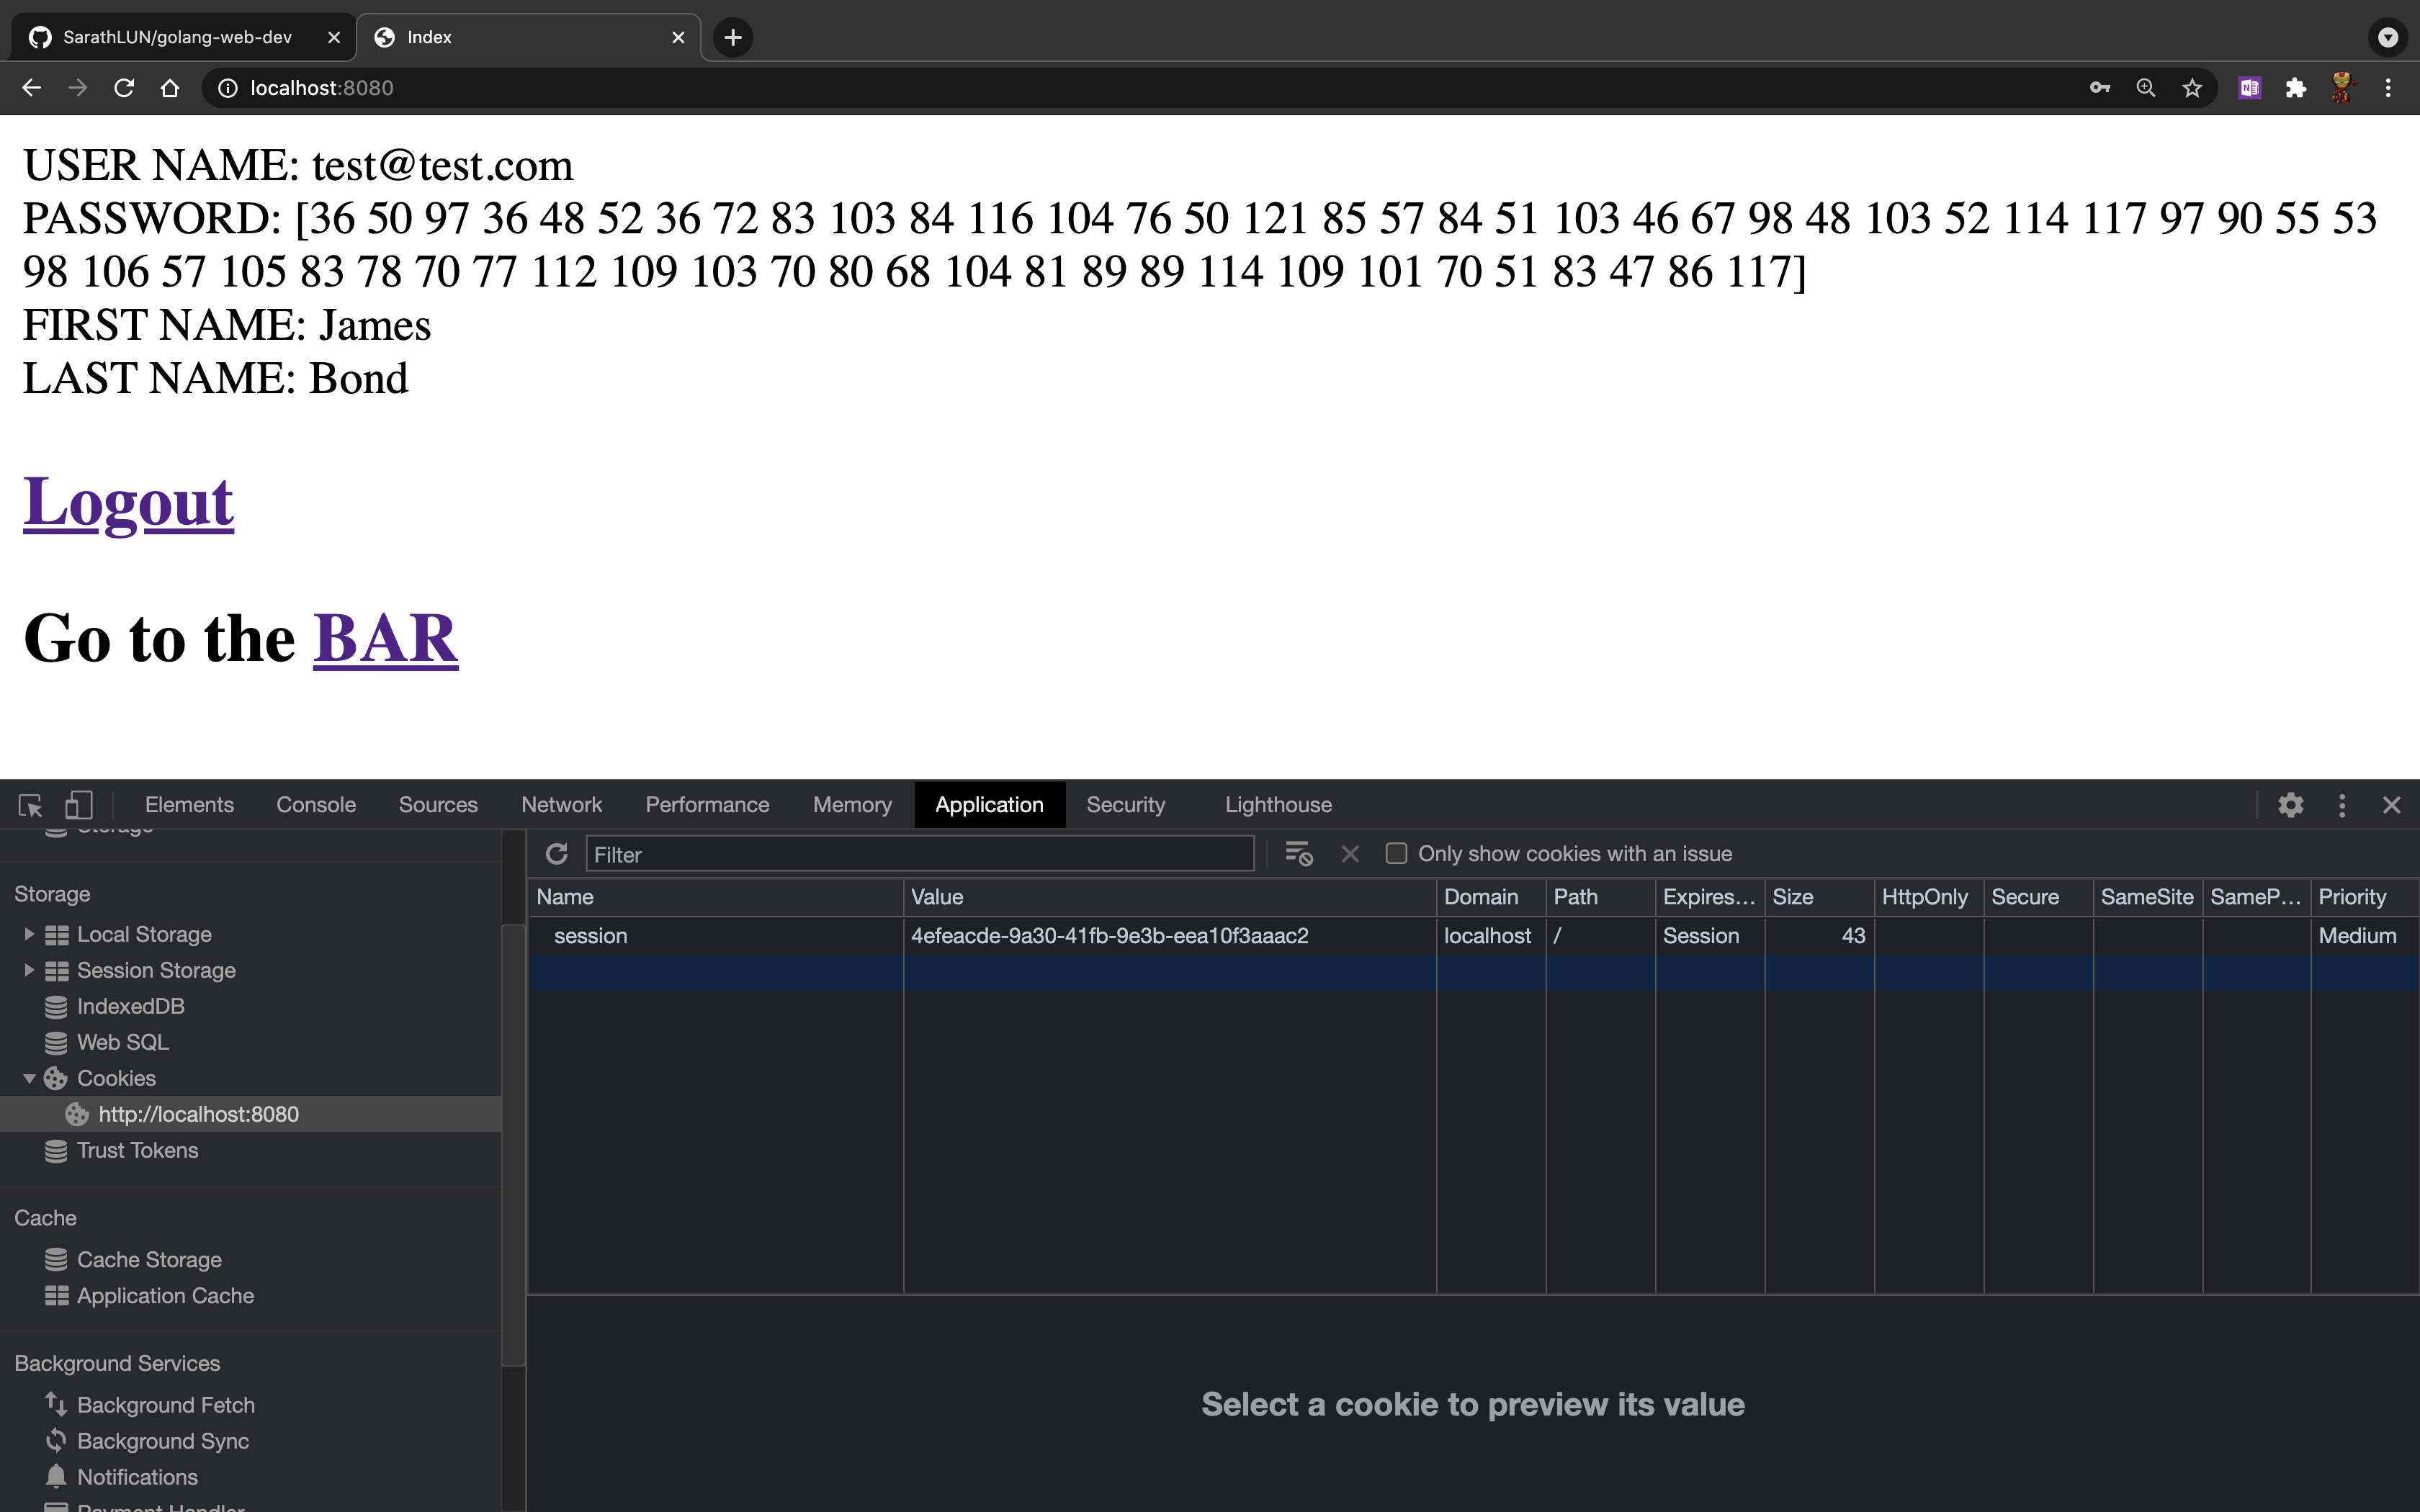 SarathLUN/golang-web-dev
Index
localhost:8080
USER NAME: test@test.com
PASSWORD: [36 50 97 36 48 52 36 72 83 103 84 116 104 76 50 121 85 57 84 51 103 46 67 98 48 103 52 114 117 97 90 55 53
98 106 57 105 83 78 70 77 112 109 103 70 80 68 104 81 89 89 114 109 101 70 51 83 47 86 117]
FIRST NAME: James
LAST NAME: Bond
Logout
Go to the BAR
Elements Console Sources Network Performance Memory Application Security Lighthouse
Storage
Filter
Only show cookies with an issue
Storage
Local Storage
Session Storage
IndexedDB
Web SQL
Cookies
http://localhost:8080
Trust Tokens
Cache
Cache Storage
Application Cache
Background Services
Background Fetch
Background Sync
Notifications
Payment Handler
Name Value Domain Path Expires... Size HttpOnly Secure SameSite SameP... Priority
session 4efeacde-9a30-41fb-9e3b-eea10f3aaac2 localhost / Session 43 Medium
Select a cookie to preview its value